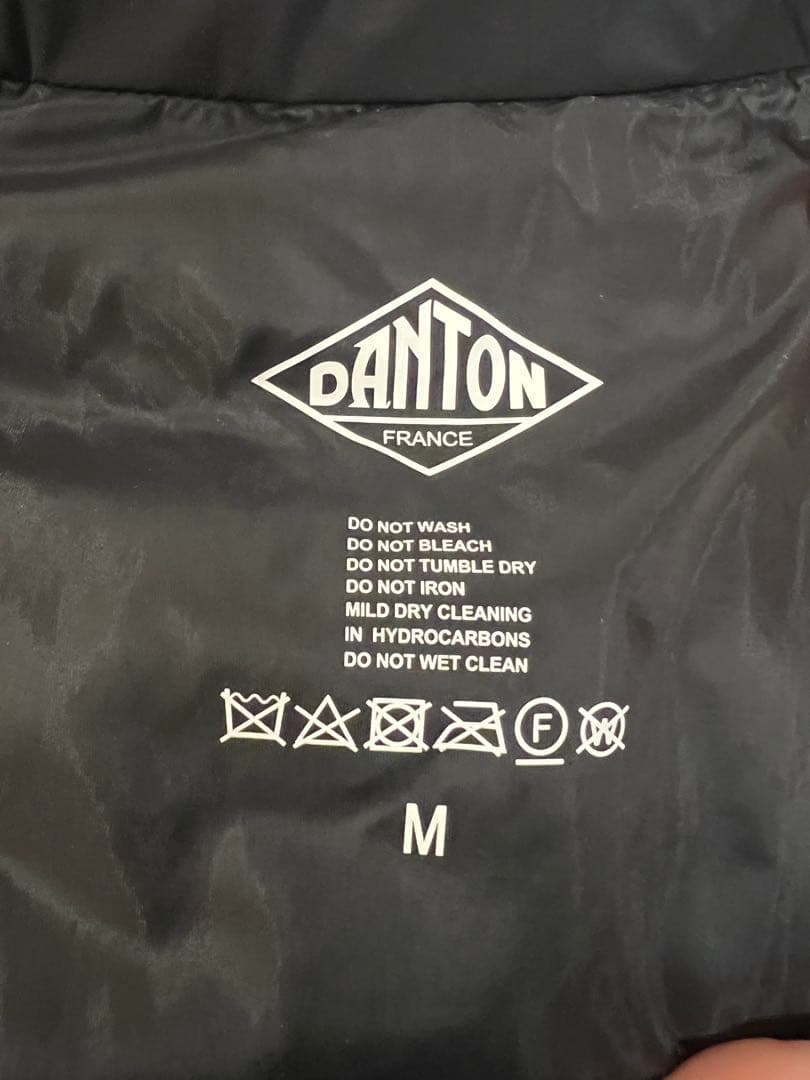 DANTON
FRANCE
DO NOT WASH
DO NOT BLEACH
DO NOT TUMBLE DRY
DO NOT IRON
MILD DRY CLEANING
IN HYDROCARBONS
DO NOT WET CLEAN
F W
M